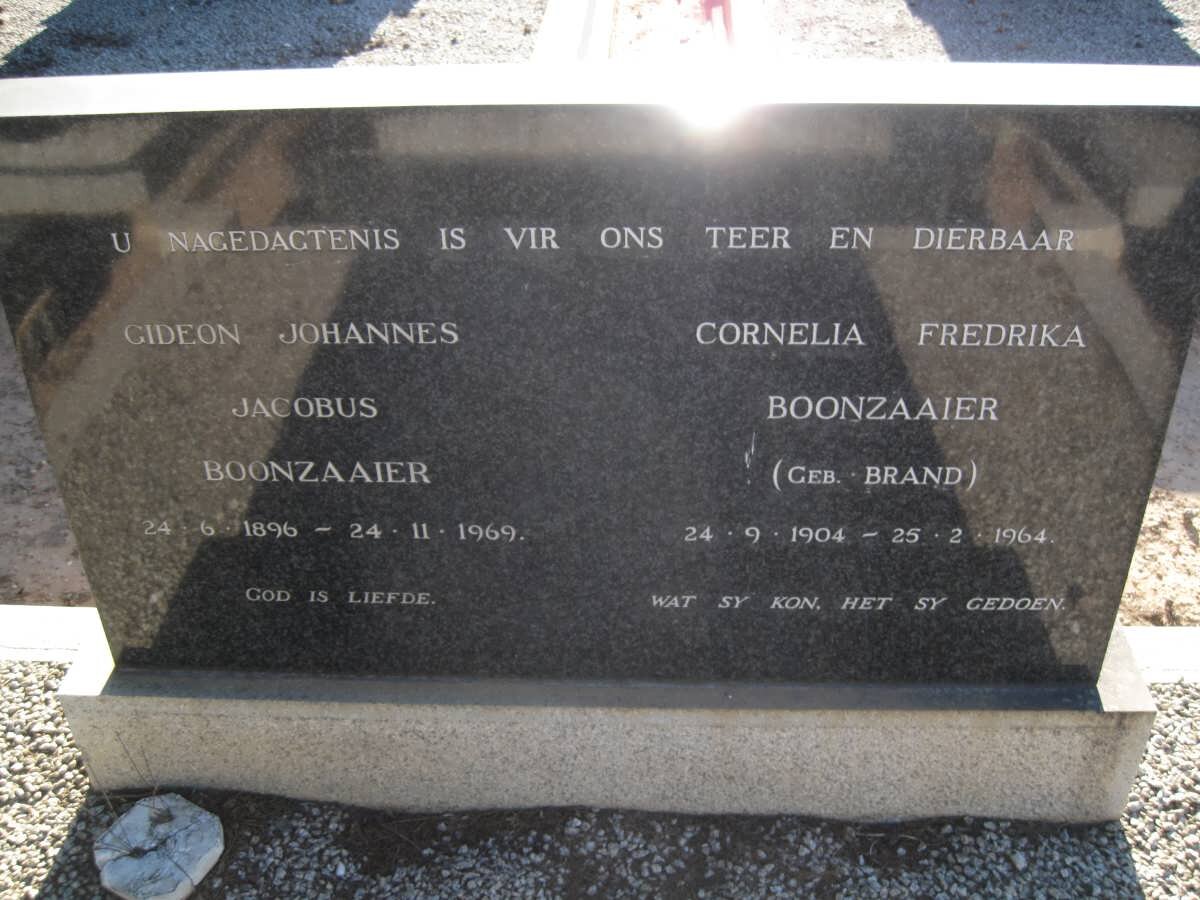 U NAGEDAGTENIS IS VIR ONS TEER EN DIERBAAR
GIDEON JOHANNES
JACOBUS
BOONZAAIER
24·6·1896 – 24·11·1969.
GOD IS LIEFDE.
CORNELIA FREDRIKA
BOONZAAIER
(GEB. BRAND)
24·9·1904 – 25·2·1964.
WAT SY KON, HET SY GEDOEN.